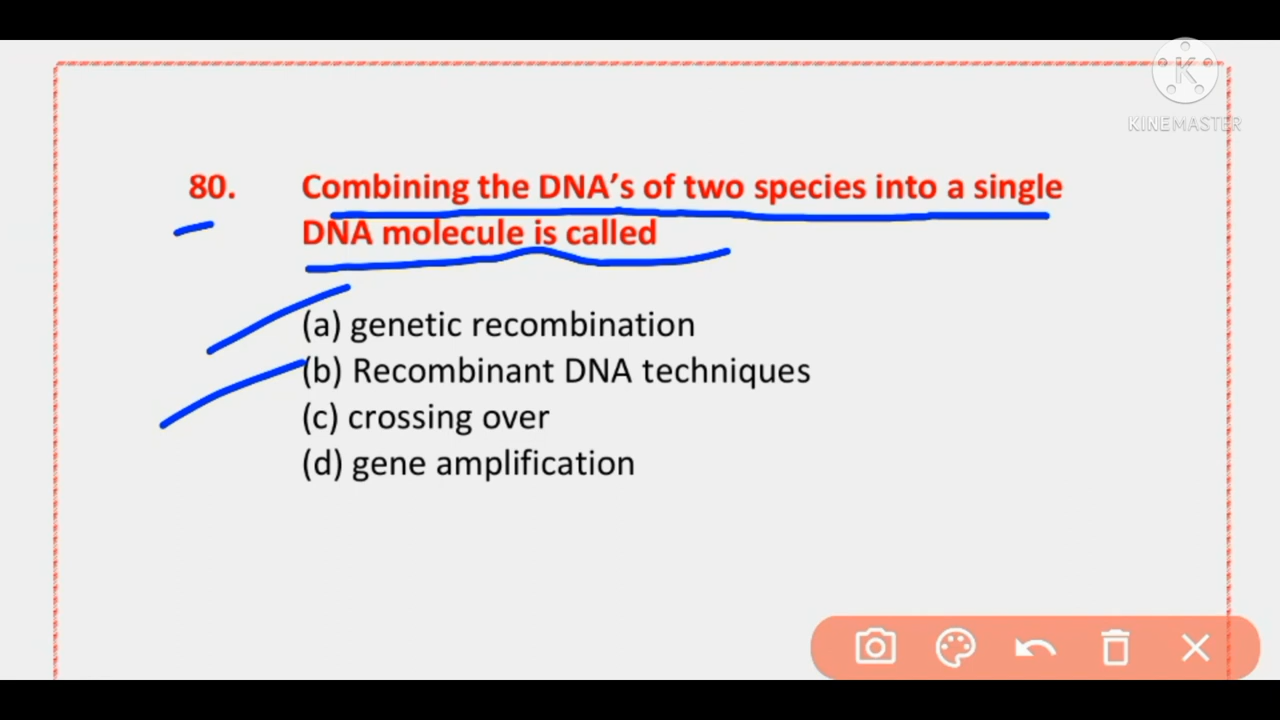 K
KINEMASTER
80. Combining the DNA’s of two species into a single
DNA molecule is called
(a) genetic recombination
(b) Recombinant DNA techniques
(c) crossing over
(d) gene amplification